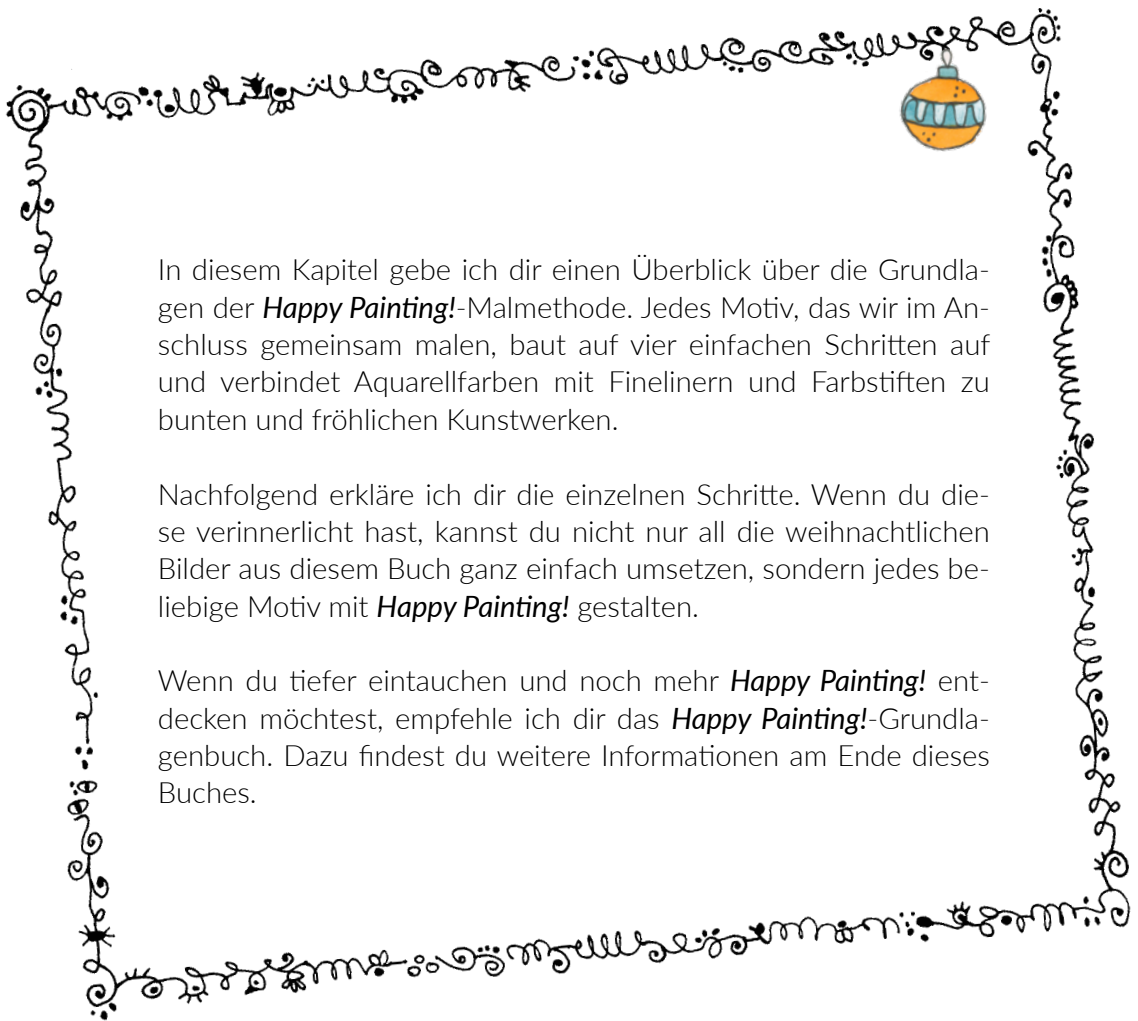 In diesem Kapitel gebe ich dir einen Überblick über die Grundla-
gen der Happy Painting!-Malmethode. Jedes Motiv, das wir im An-
schluss gemeinsam malen, baut auf vier einfachen Schritten auf
und verbindet Aquarellfarben mit Finelinern und Farbstiften zu
bunten und fröhlichen Kunstwerken.
Nachfolgend erkläre ich dir die einzelnen Schritte. Wenn du die-
se verinnerlicht hast, kannst du nicht nur all die weihnachtlichen
Bilder aus diesem Buch ganz einfach umsetzen, sondern jedes be-
liebige Motiv mit Happy Painting! gestalten.
Wenn du tiefer eintauchen und noch mehr Happy Painting! ent-
decken möchtest, empfehle ich dir das Happy Painting!-Grundla-
genbuch. Dazu findest du weitere Informationen am Ende dieses
Buches.